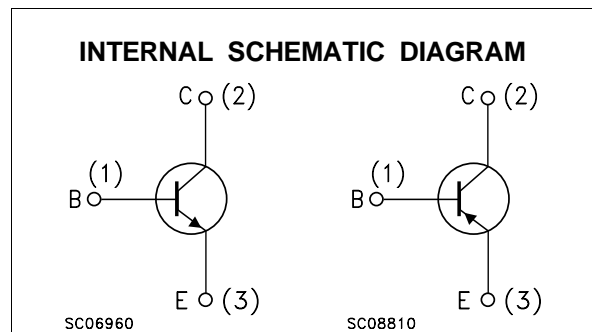 INTERNAL SCHEMATIC DIAGRAM
C (2)
C (2)
(1)
(1)
B
B
E (3)
E (3)
SC06960
SC08810